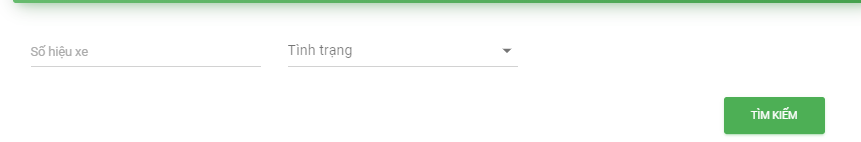 Số hiệu xe
Tình trạng
TÌM KIẾM